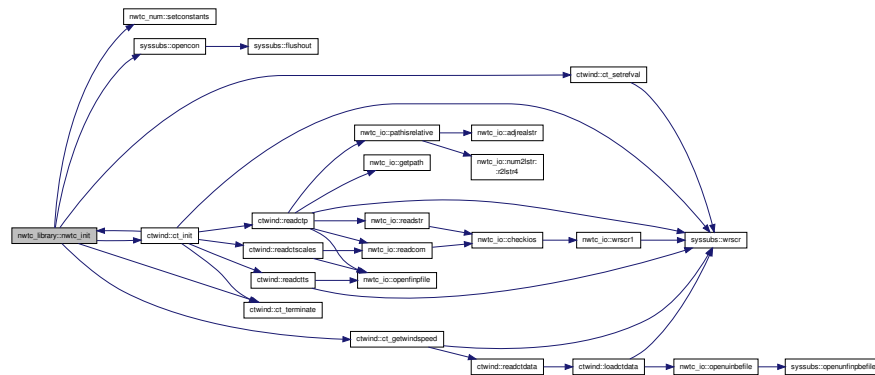 nwtc_num::setconstants
syssubs::opencon
syssubs::flushout
ctwind::ct_setrefval
nwtc_io::pathisrelative
nwtc_io::adjrealstr
nwtc_io::getpath
nwtc_io::num2lstr:
:r2lstr4
ctwind::readctp
nwtc_io::readstr
nwtc_library::nwtc_init
ctwind::ct_init
nwtc_io::checkios
nwtc_io::wrscr1
syssubs::wrscr
ctwind::readctscales
nwtc_io::readcom
ctwind::readctts
nwtc_io::openfinpfile
ctwind::ct_terminate
ctwind::ct_getwindspeed
ctwind::readctdata
ctwind::loadctdata
nwtc_io::openuinbefile
syssubs::openunfinpbefile